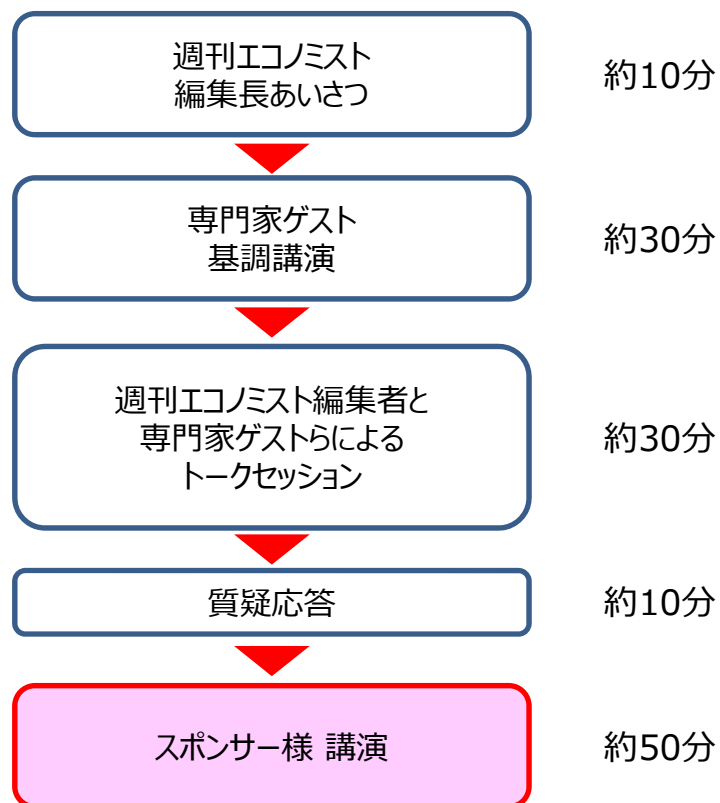 週刊エコノミスト
編集長あいさつ
約10分
専門家ゲスト
基調講演
約30分
週刊エコノミスト編集者と
専門家ゲストらによる
トークセッション
約30分
質疑応答
約10分
スポンサー様 講演
約50分